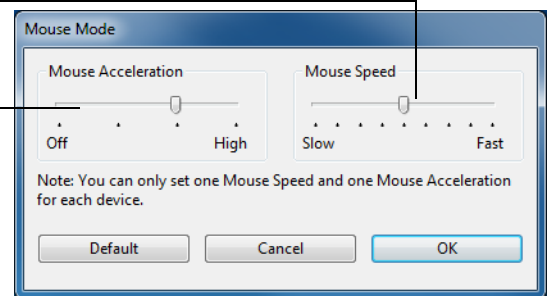 Mouse Mode
Mouse Acceleration
Mouse Speed
Off High
Slow Fast
Note: You can only set one Mouse Speed and one Mouse Acceleration
for each device.
Default Cancel OK